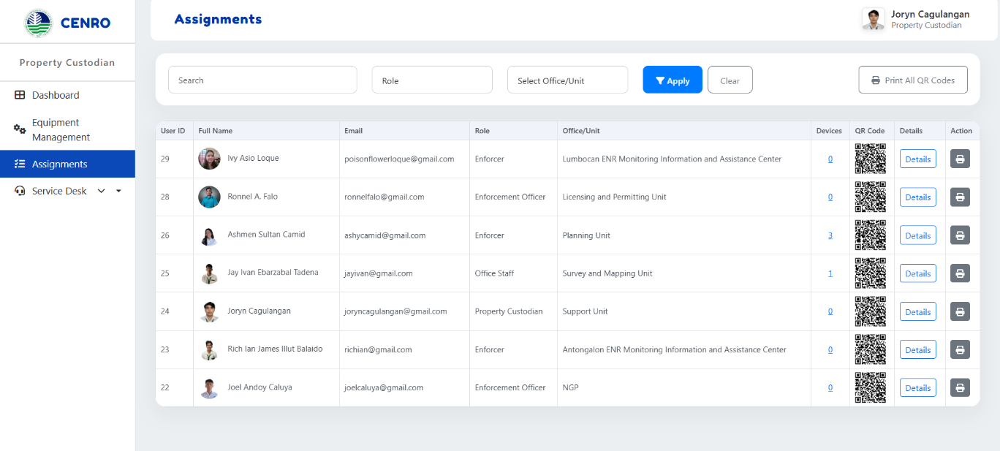 CENRO
Assignments
Joryn Cagulangan
Property Custodian
Property Custodian
Dashboard
Equipment
Management
Assignments
Service Desk
Search
Role
Select Office/Unit
Apply
Clear
Print All QR Codes
User ID Full Name Email Role Office/Unit Devices QR Code Details Action
29 Ivy Asio Loque poisonflowerloque@gmail.com Enforcer Lumbocan ENR Monitoring Information and Assistance Center 0 Details
28 Ronnel A. Falo ronnelfalo@gmail.com Enforcement Officer Licensing and Permitting Unit 0 Details
26 Ashmen Sultan Camid ashycamid@gmail.com Enforcer Planning Unit 3 Details
25 Jay Ivan Ebarzabal Tadena jayivan@gmail.com Office Staff Survey and Mapping Unit 1 Details
24 Joryn Cagulangan joryncagulangan@gmail.com Property Custodian Support Unit 0 Details
23 Rich Ian James Illut Balaido richian@gmail.com Enforcer Antongalon ENR Monitoring Information and Assistance Center 0 Details
22 Joel Andoy Caluya joelcaluya@gmail.com Enforcement Officer NGP 0 Details